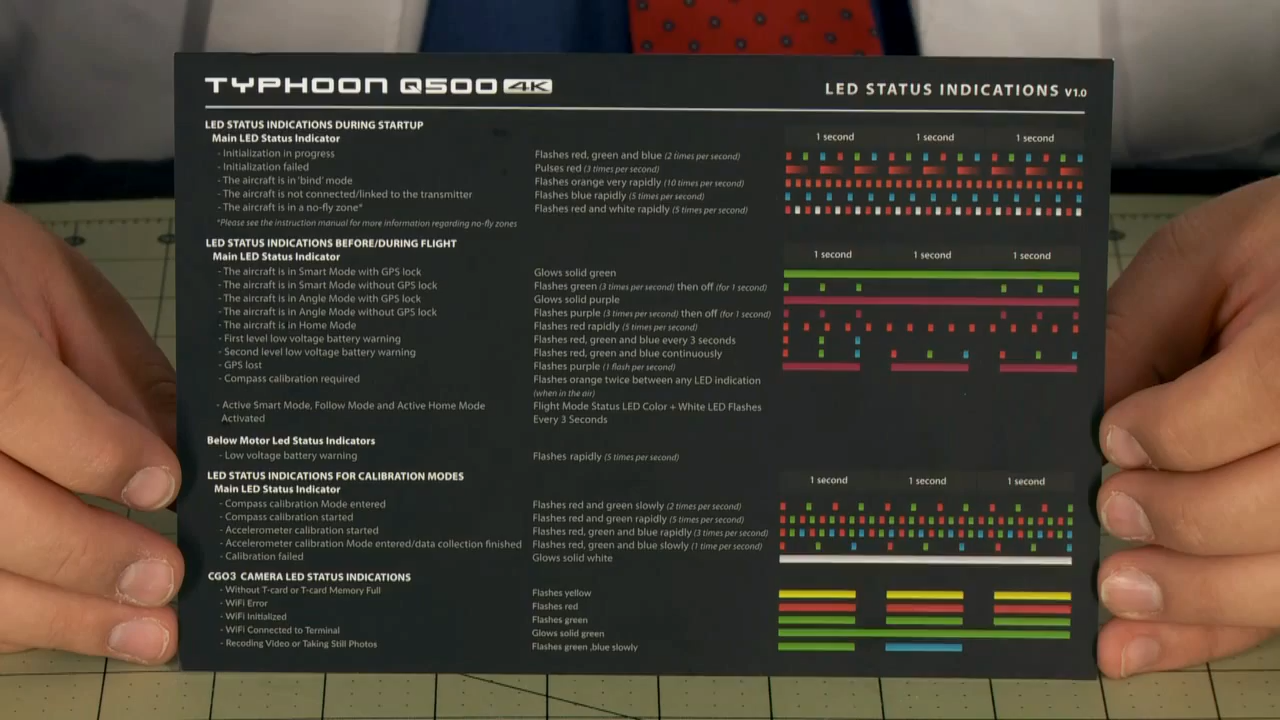 TYPHOON Q500 4K
LED STATUS INDICATIONS V1.0
LED STATUS INDICATIONS DURING STARTUP
Main LED Status Indicator
1 second 1 second 1 second
- Initialization in progress Flashes red, green and blue (2 times per second)
- Initialization failed Pulses red (3 times per second)
- The aircraft is in 'bind' mode Flashes orange very rapidly (10 times per second)
- The aircraft is not connected/linked to the transmitter Flashes blue rapidly (5 times per second)
- The aircraft is in a no-fly zone* Flashes red and white rapidly (5 times per second)
*Please see the instruction manual for more information regarding no-fly zones
LED STATUS INDICATIONS BEFORE/DURING FLIGHT
Main LED Status Indicator
1 second 1 second 1 second
- The aircraft is in Smart Mode with GPS lock Glows solid green
- The aircraft is in Smart Mode without GPS lock Flashes green (3 times per second) then off (for 1 second)
- The aircraft is in Angle Mode with GPS lock Glows solid purple
- The aircraft is in Angle Mode without GPS lock Flashes purple (3 times per second) then off (for 1 second)
- The aircraft is in Home Mode Flashes red rapidly (5 times per second)
- First level low voltage battery warning Flashes red, green and blue every 3 seconds
- Second level low voltage battery warning Flashes red, green and blue continuously
- GPS lost Flashes purple (1 flash per second)
- Compass calibration required Flashes orange twice between any LED indication
(when in the air)
- Active Smart Mode, Follow Mode and Active Home Mode Flight Mode Status LED Color + White LED Flashes
Activated Every 3 Seconds
Below Motor Led Status Indicators
- Low voltage battery warning Flashes rapidly (5 times per second)
LED STATUS INDICATIONS FOR CALIBRATION MODES
Main LED Status Indicator
1 second 1 second 1 second
- Compass calibration Mode entered Flashes red and green slowly (2 times per second)
- Compass calibration started Flashes red and green rapidly (5 times per second)
- Accelerometer calibration started Flashes red, green and blue rapidly (3 times per second)
- Accelerometer calibration Mode entered/data collection finished Flashes red, green and blue slowly (1 time per second)
- Calibration failed Glows solid white
CGO3 CAMERA LED STATUS INDICATIONS
- Without T-card or T-card Memory Full Flashes yellow
- WiFi Error Flashes red
- WiFi Initialized Flashes green
- WiFi Connected to Terminal Glows solid green
- Recoding Video or Taking Still Photos Flashes green ,blue slowly